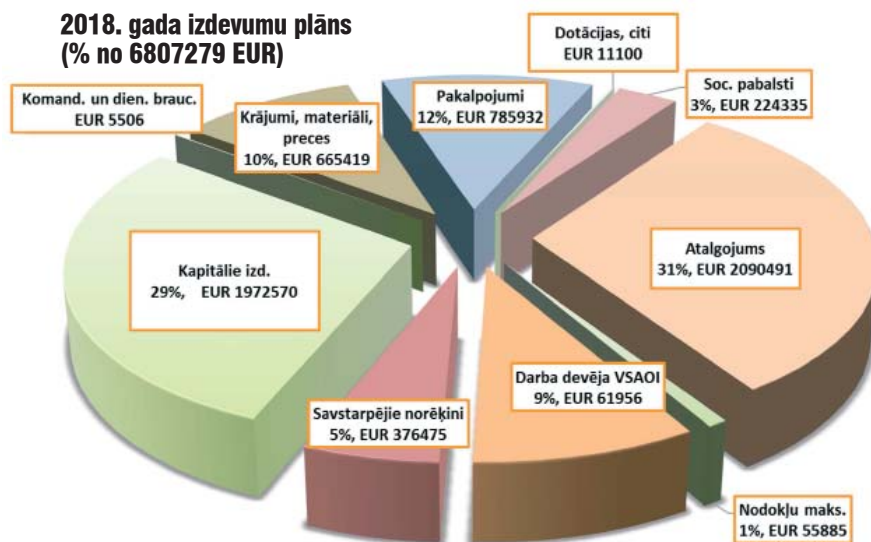 2018. gada izdevumu plāns
(% no 6807279 EUR)
Dotācijas, citi
EUR 11100
Soc. pabalsti
3%, EUR 224335
Pakalpojumi
12%, EUR 785932
Komand. un dien. brauc.
EUR 5506
Krājumi, materiāli,
preces
10%, EUR 665419
Atalgojums
31%, EUR 2090491
Kapitālie izd.
29%, EUR 1972570
Darba devēja VSAOI
9%, EUR 61956
Savstarpējie norēķini
5%, EUR 376475
Nodokļu maks.
1%, EUR 55885